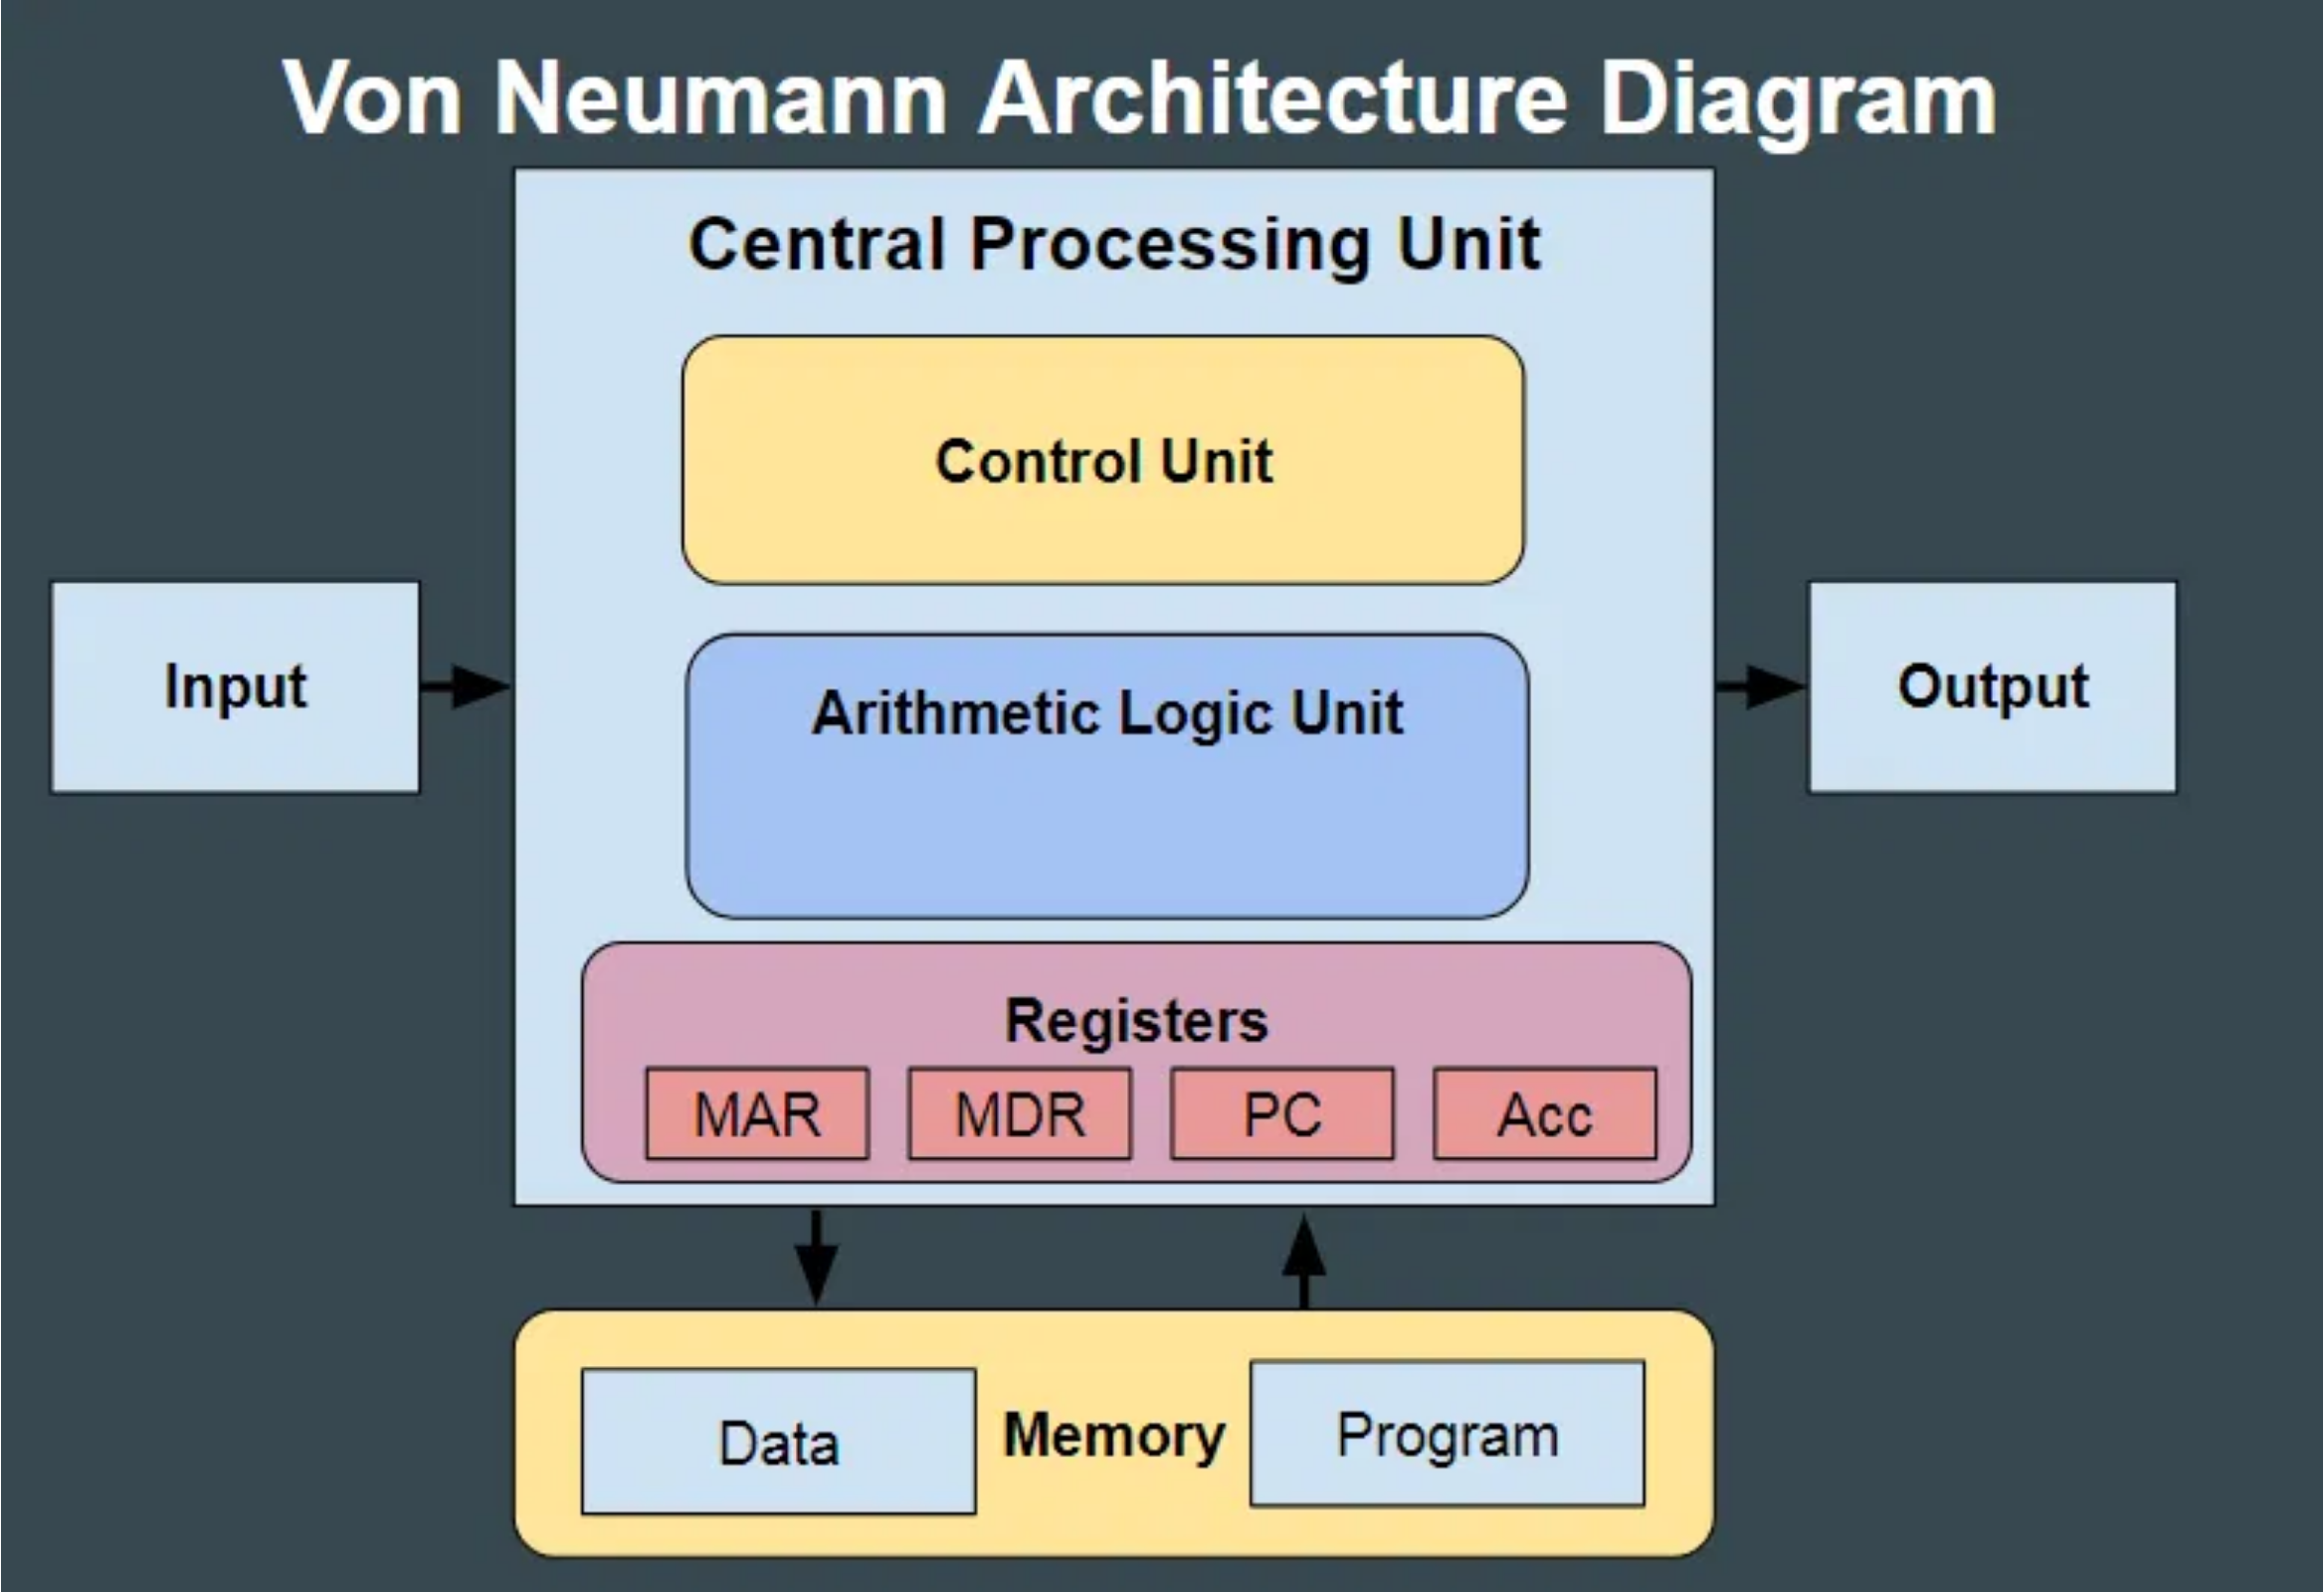 Von Neumann Architecture Diagram
Central Processing Unit
Control Unit
Input
Arithmetic Logic Unit
Output
Registers
MAR MDR PC Acc
Data Memory Program